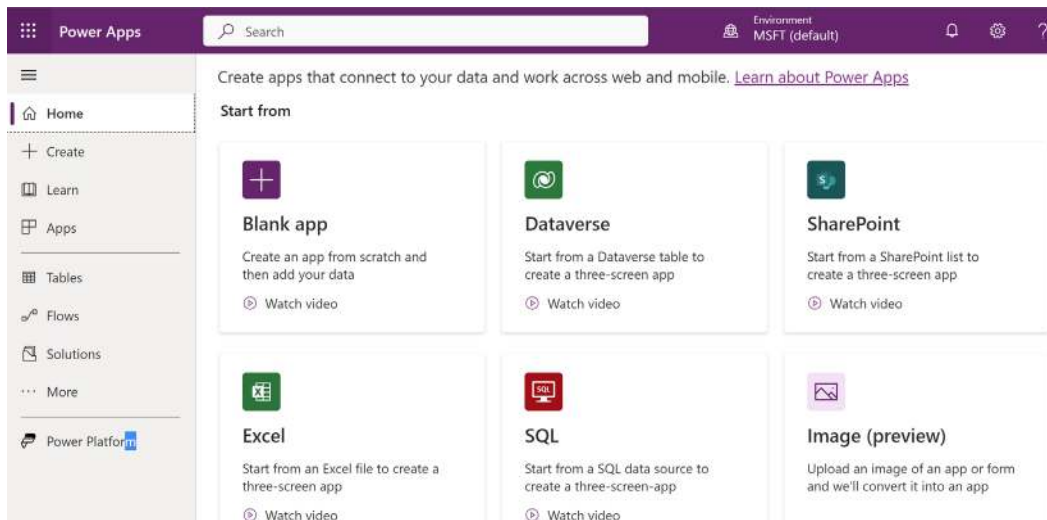 Power Apps
Search
Environment
MSFT (default)
?
Create apps that connect to your data and work across web and mobile. Learn about Power Apps
Home
Start from
Create
Learn
Apps
Tables
Flows
Solutions
More
Power Platform
Blank app
Create an app from scratch and
then add your data
Watch video
Dataverse
Start from a Dataverse table to
create a three-screen app
Watch video
S
SharePoint
Start from a SharePoint list to
create a three-screen app
Watch video
X
Excel
Start from an Excel file to create a
three-screen app
Watch video
SQL
SQL
Start from a SQL data source to
create a three-screen-app
Watch video
Image (preview)
Upload an image of an app or form
and we'll convert it into an app